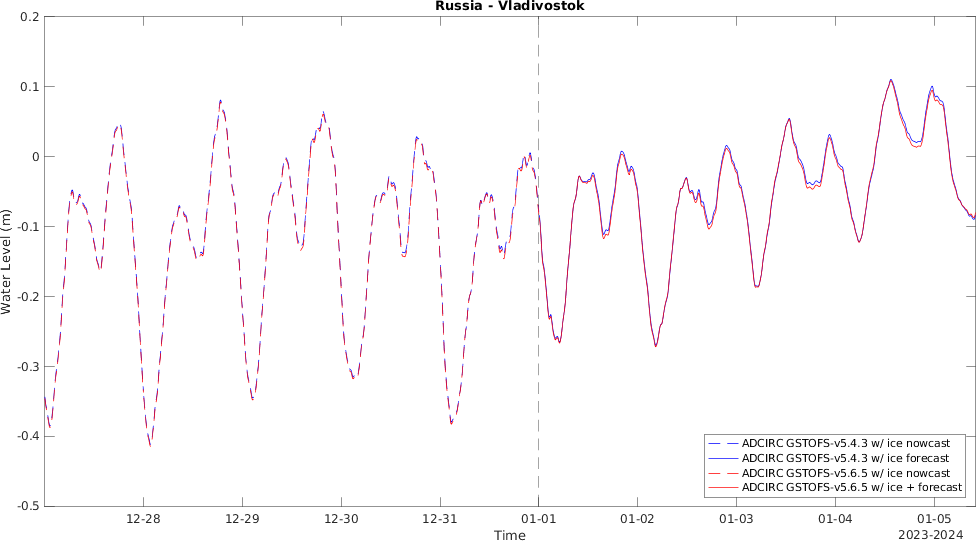 Russia - Vladivostok
0.2
0.1
0
-0.1
-0.2
-0.3
-0.4
-0.5
Water Level (m)
ADCIRC GSTOFS-v5.4.3 w/ ice nowcast
ADCIRC GSTOFS-v5.4.3 w/ ice forecast
ADCIRC GSTOFS-v5.6.5 w/ ice nowcast
ADCIRC GSTOFS-v5.6.5 w/ ice + forecast
12-28 12-29 12-30 12-31 01-01 01-02 01-03 01-04 01-05
Time
2023-2024